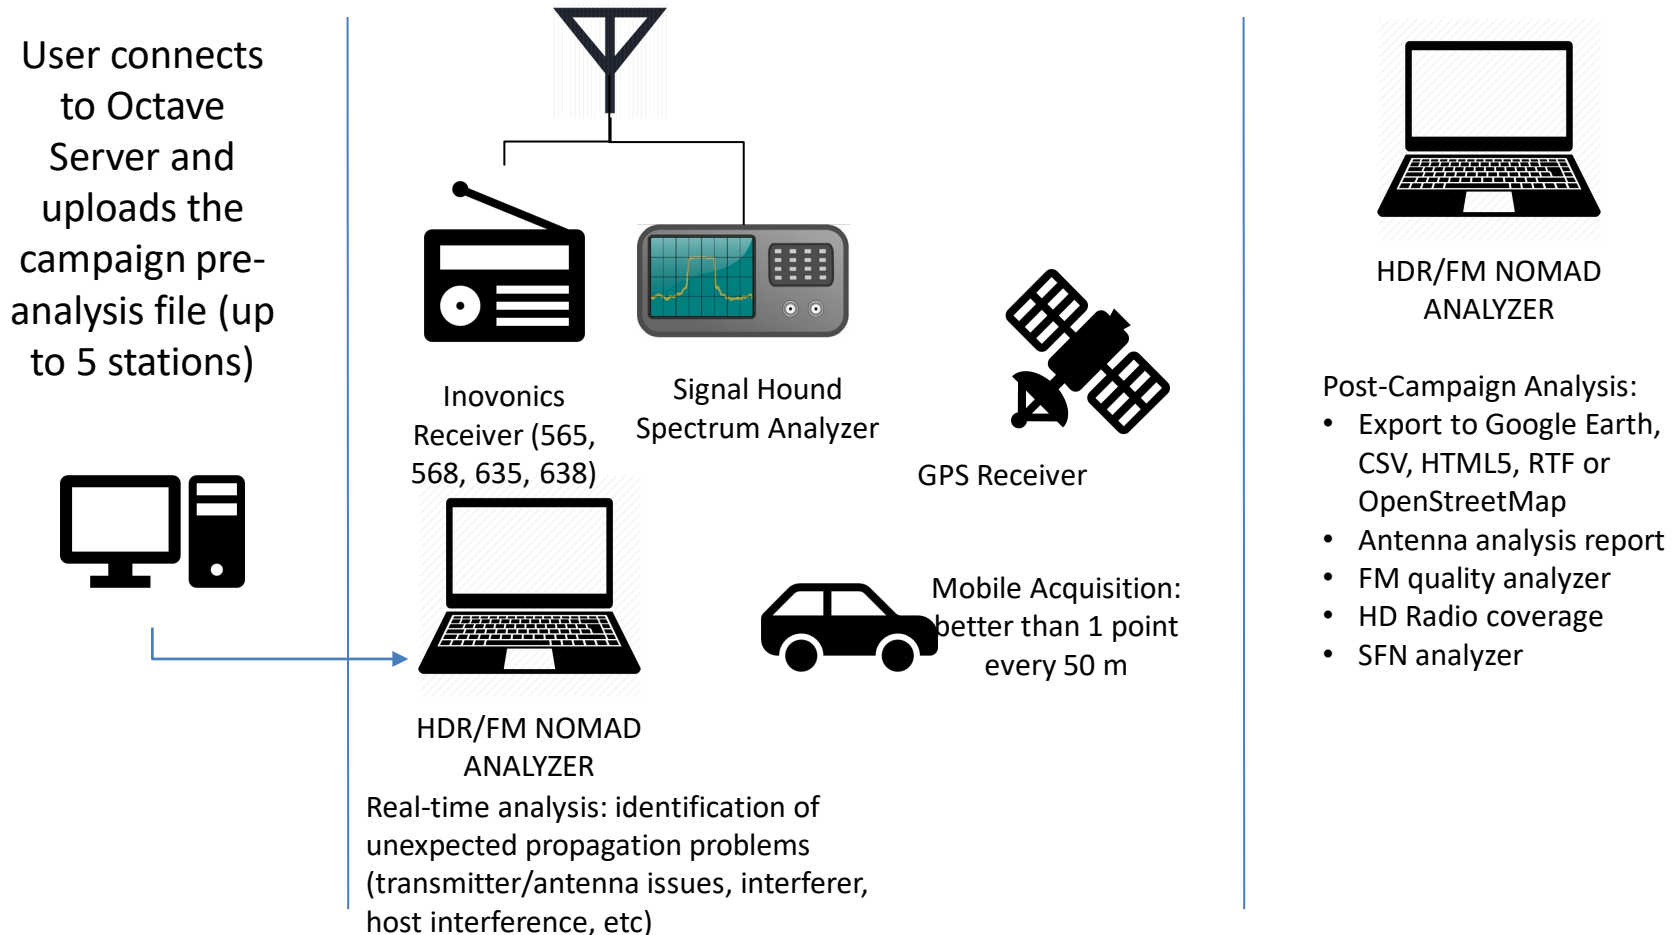 User connects
to Octave
Server and
uploads the
campaign pre-
analysis file (up
to 5 stations)
Inovonics
Receiver (565,
568, 635, 638)
Signal Hound
Spectrum Analyzer
GPS Receiver
Mobile Acquisition:
better than 1 point
every 50 m
HDR/FM NOMAD
ANALYZER
Real-time analysis: identification of
unexpected propagation problems
(transmitter/antenna issues, interferer,
host interference, etc)
HDR/FM NOMAD
ANALYZER
Post-Campaign Analysis:
• Export to Google Earth,
CSV, HTML5, RTF or
OpenStreetMap
• Antenna analysis report
• FM quality analyzer
• HD Radio coverage
• SFN analyzer